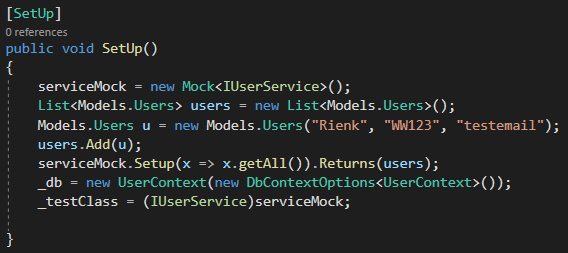 [SetUp]
0 references
public void SetUp()
{
serviceMock = new Mock<IUserService>();
List<Models.Users> users = new List<Models.Users>();
Models.Users u = new Models.Users("Rienk", "WW123", "testemail");
users.Add(u);
serviceMock.Setup(x => x.getAll()).Returns(users);
_db = new UserContext(new DbContextOptions<UserContext>());
_testClass = (IUserService)serviceMock;
}